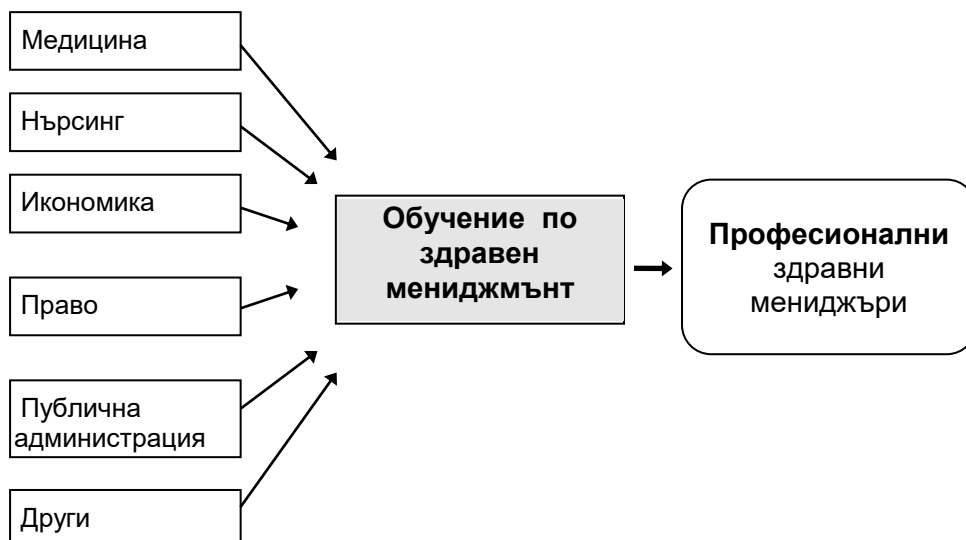 Медицина
Нърсинг
Икономика
Право
Публична
администрация
Други
Обучение по
здравен
мениджмънт
Професионални
здравни
мениджъри